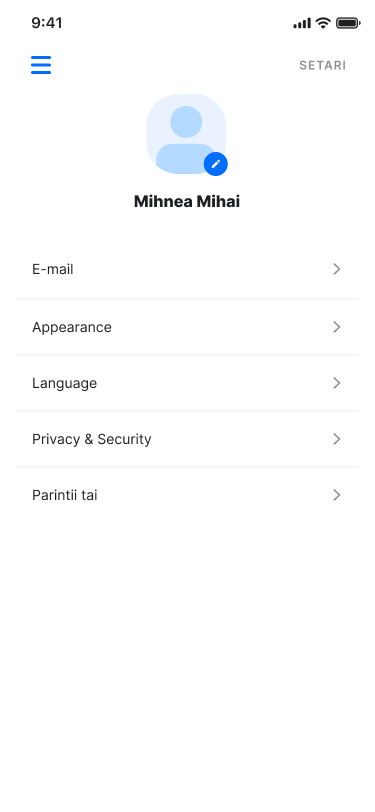 9:41
SETARI
Mihnea Mihai
E-mail
Appearance
Language
Privacy & Security
Parintii tai